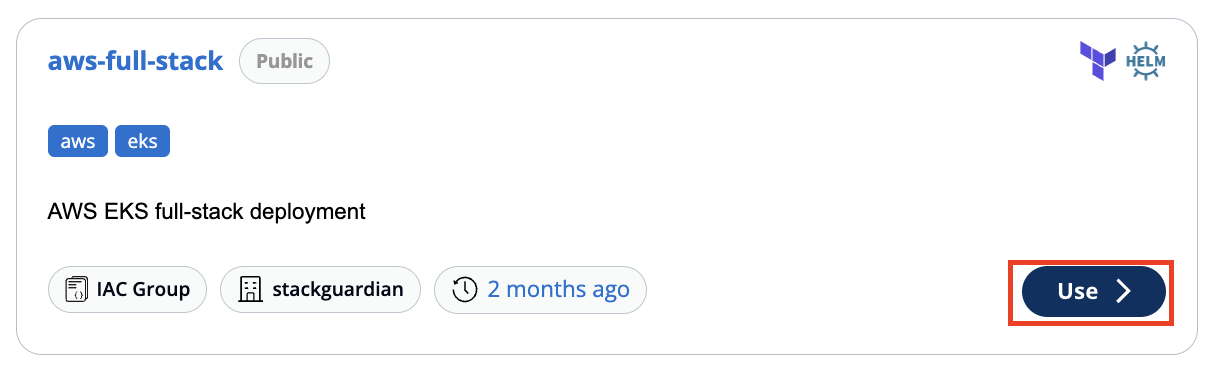 aws-full-stack Public
HELM
aws eks
AWS EKS full-stack deployment
IAC Group stackguardian 2 months ago Use